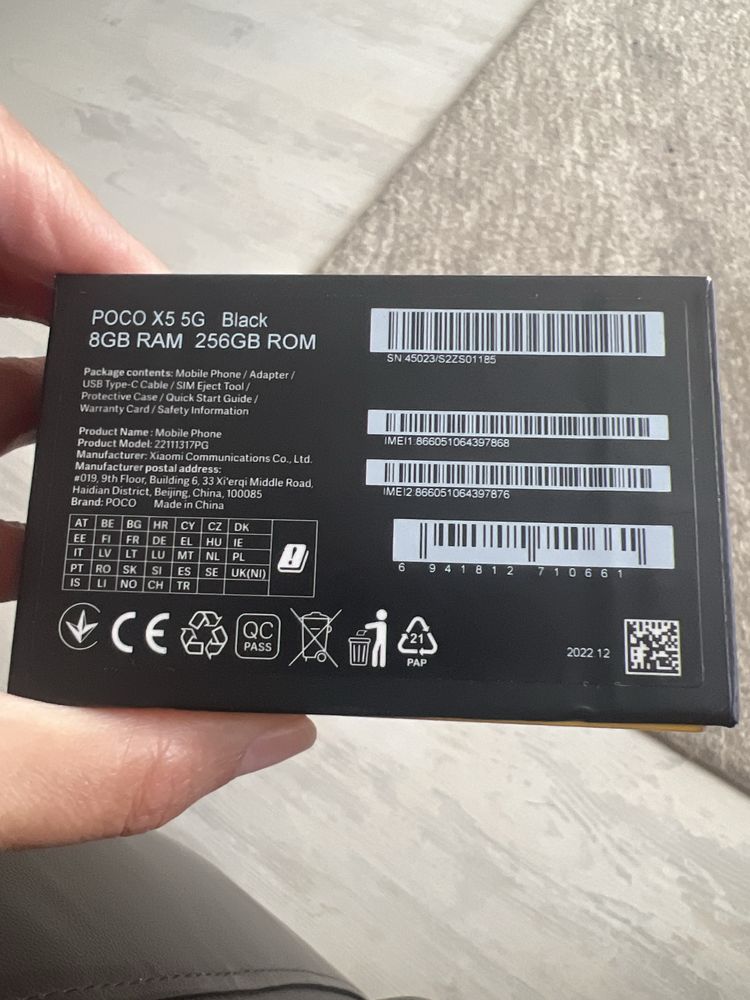 POCO X5 5G Black
8GB RAM 256GB ROM
Package contents: Mobile Phone / Adapter /
USB Type-C Cable / SIM Eject Tool /
Protective Case / Quick Start Guide /
Warranty Card / Safety Information
Product Name : Mobile Phone
Product Model: 22111317PG
Manufacturer: Xiaomi Communications Co., Ltd.
Manufacturer postal address:
#019, 9th Floor, Building 6, 33 Xi'erqi Middle Road,
Haidian District, Beijing, China, 100085
Brand: POCO Made in China
AT BE BG HR CY CZ DK
EE FI FR DE EL HU IE
IT LV LT LU MT NL PL
PT RO SK SI ES SE UK(NI)
IS LI NO CH TR
CE
QC
PASS
21
PAP
SN 45023/S2ZS01185
IMEI1:866051064397868
IMEI2:866051064397876
6 941812 710661
2022.12